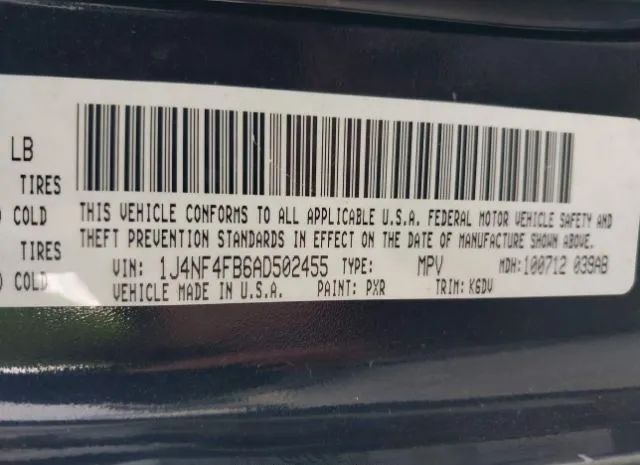 LB
TIRES
COLD
TIRES
COLD
THIS VEHICLE CONFORMS TO ALL APPLICABLE U.S.A. FEDERAL MOTOR VEHICLE SAFETY AND
THEFT PREVENTION STANDARDS IN EFFECT ON THE DATE OF MANUFACTURE SHOWN ABOVE.
VIN: 1J4NF4FB6AD502455 TYPE: MPV MDH:100712 039AB
VEHICLE MADE IN U.S.A. PAINT: PXR TRIM: K6DV